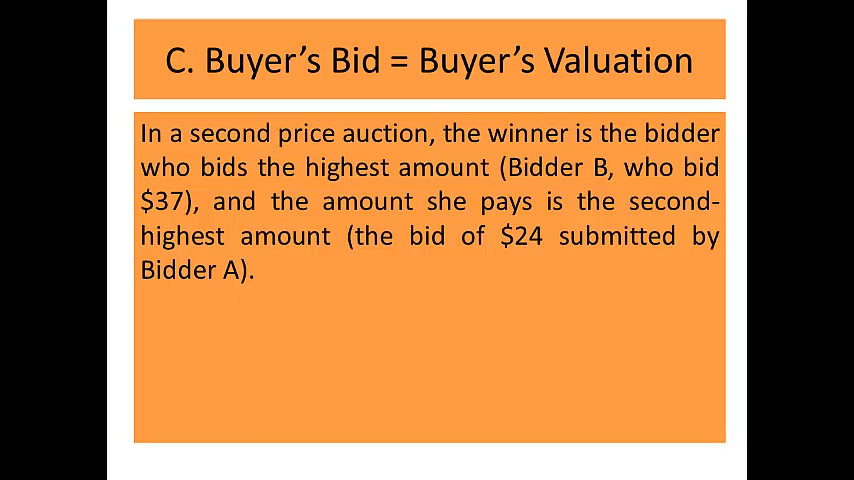 C. Buyer’s Bid = Buyer’s Valuation
In a second price auction, the winner is the bidder
who bids the highest amount (Bidder B, who bid
$37), and the amount she pays is the second-
highest amount (the bid of $24 submitted by
Bidder A).